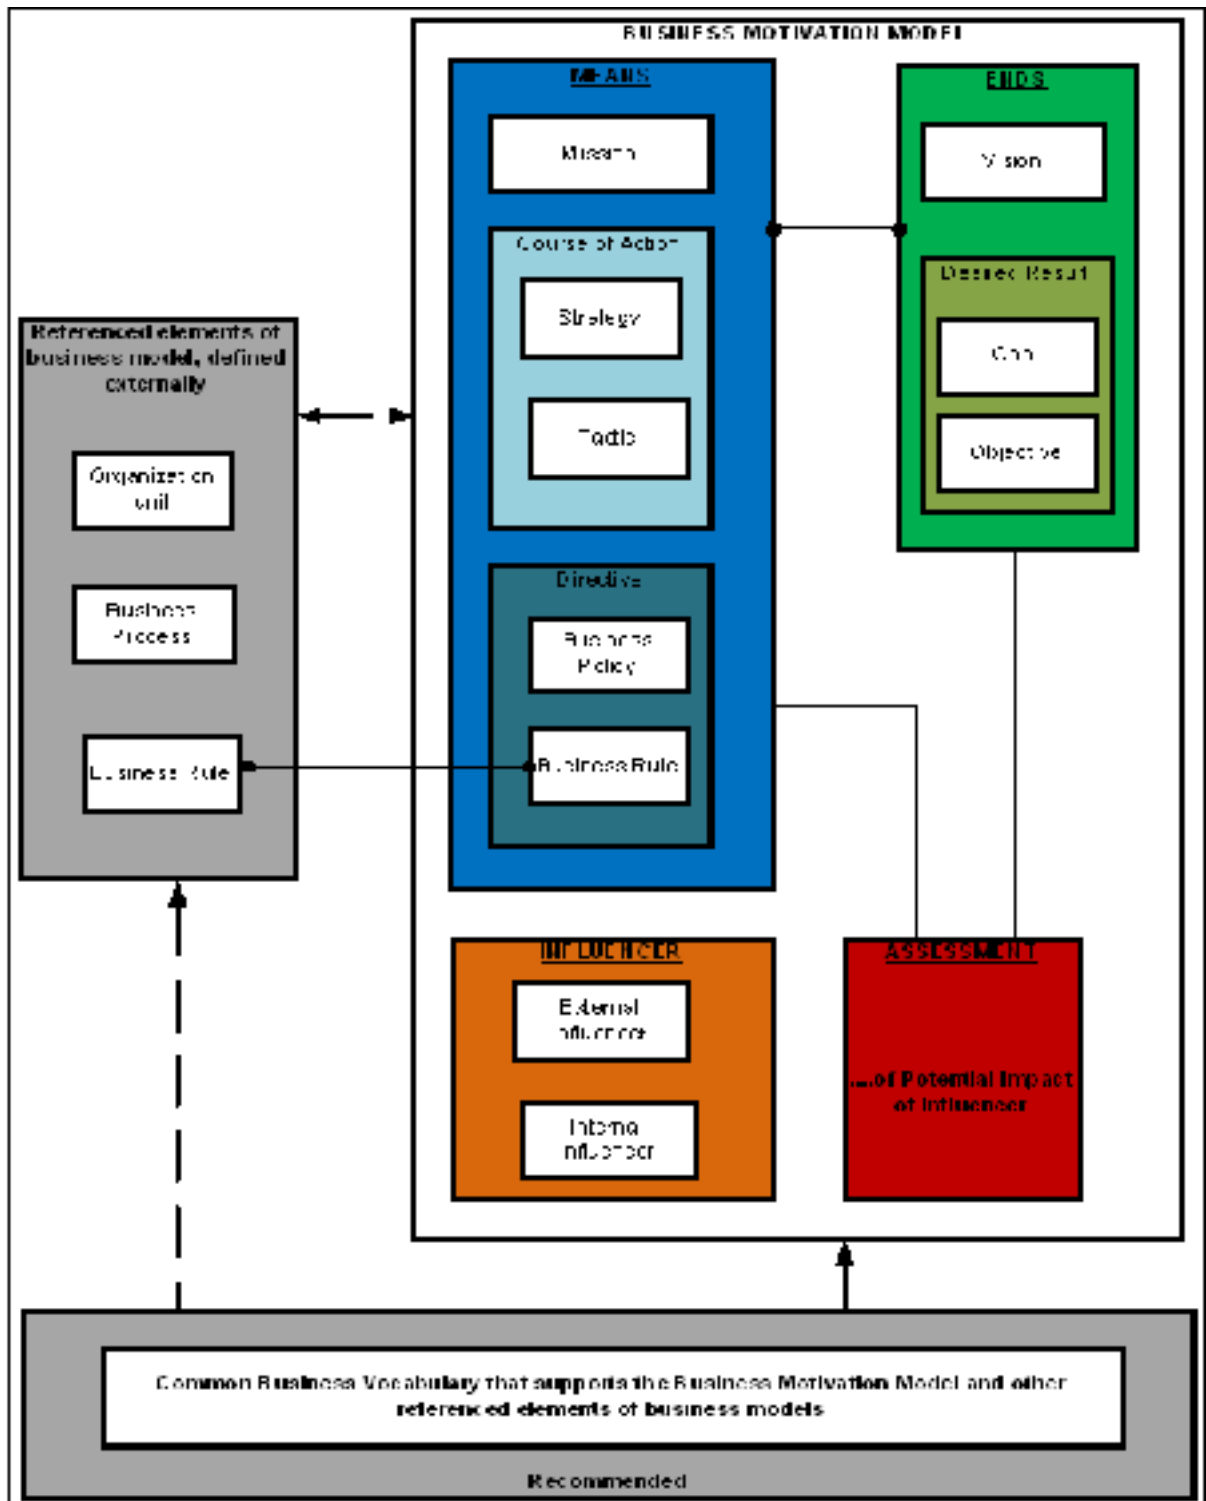 BUSINESS MOTIVATION MODEL
MEANS
Mission
Course of Action
Strategy
Tactic
Directive
Business
Policy
Business Rule
ENDS
Vision
Desired Result
Goal
Objective
Referenced elements of
business model, defined
externally
Organization
unit
Business
Process
Business Rule
INFLUENCER
External
Influencer
Internal
Influencer
ASSESSMENT
....of Potential Impact
of Influencer
Common Business Vocabulary that supports the Business Motivation Model and other
referenced elements of business models
Recommended